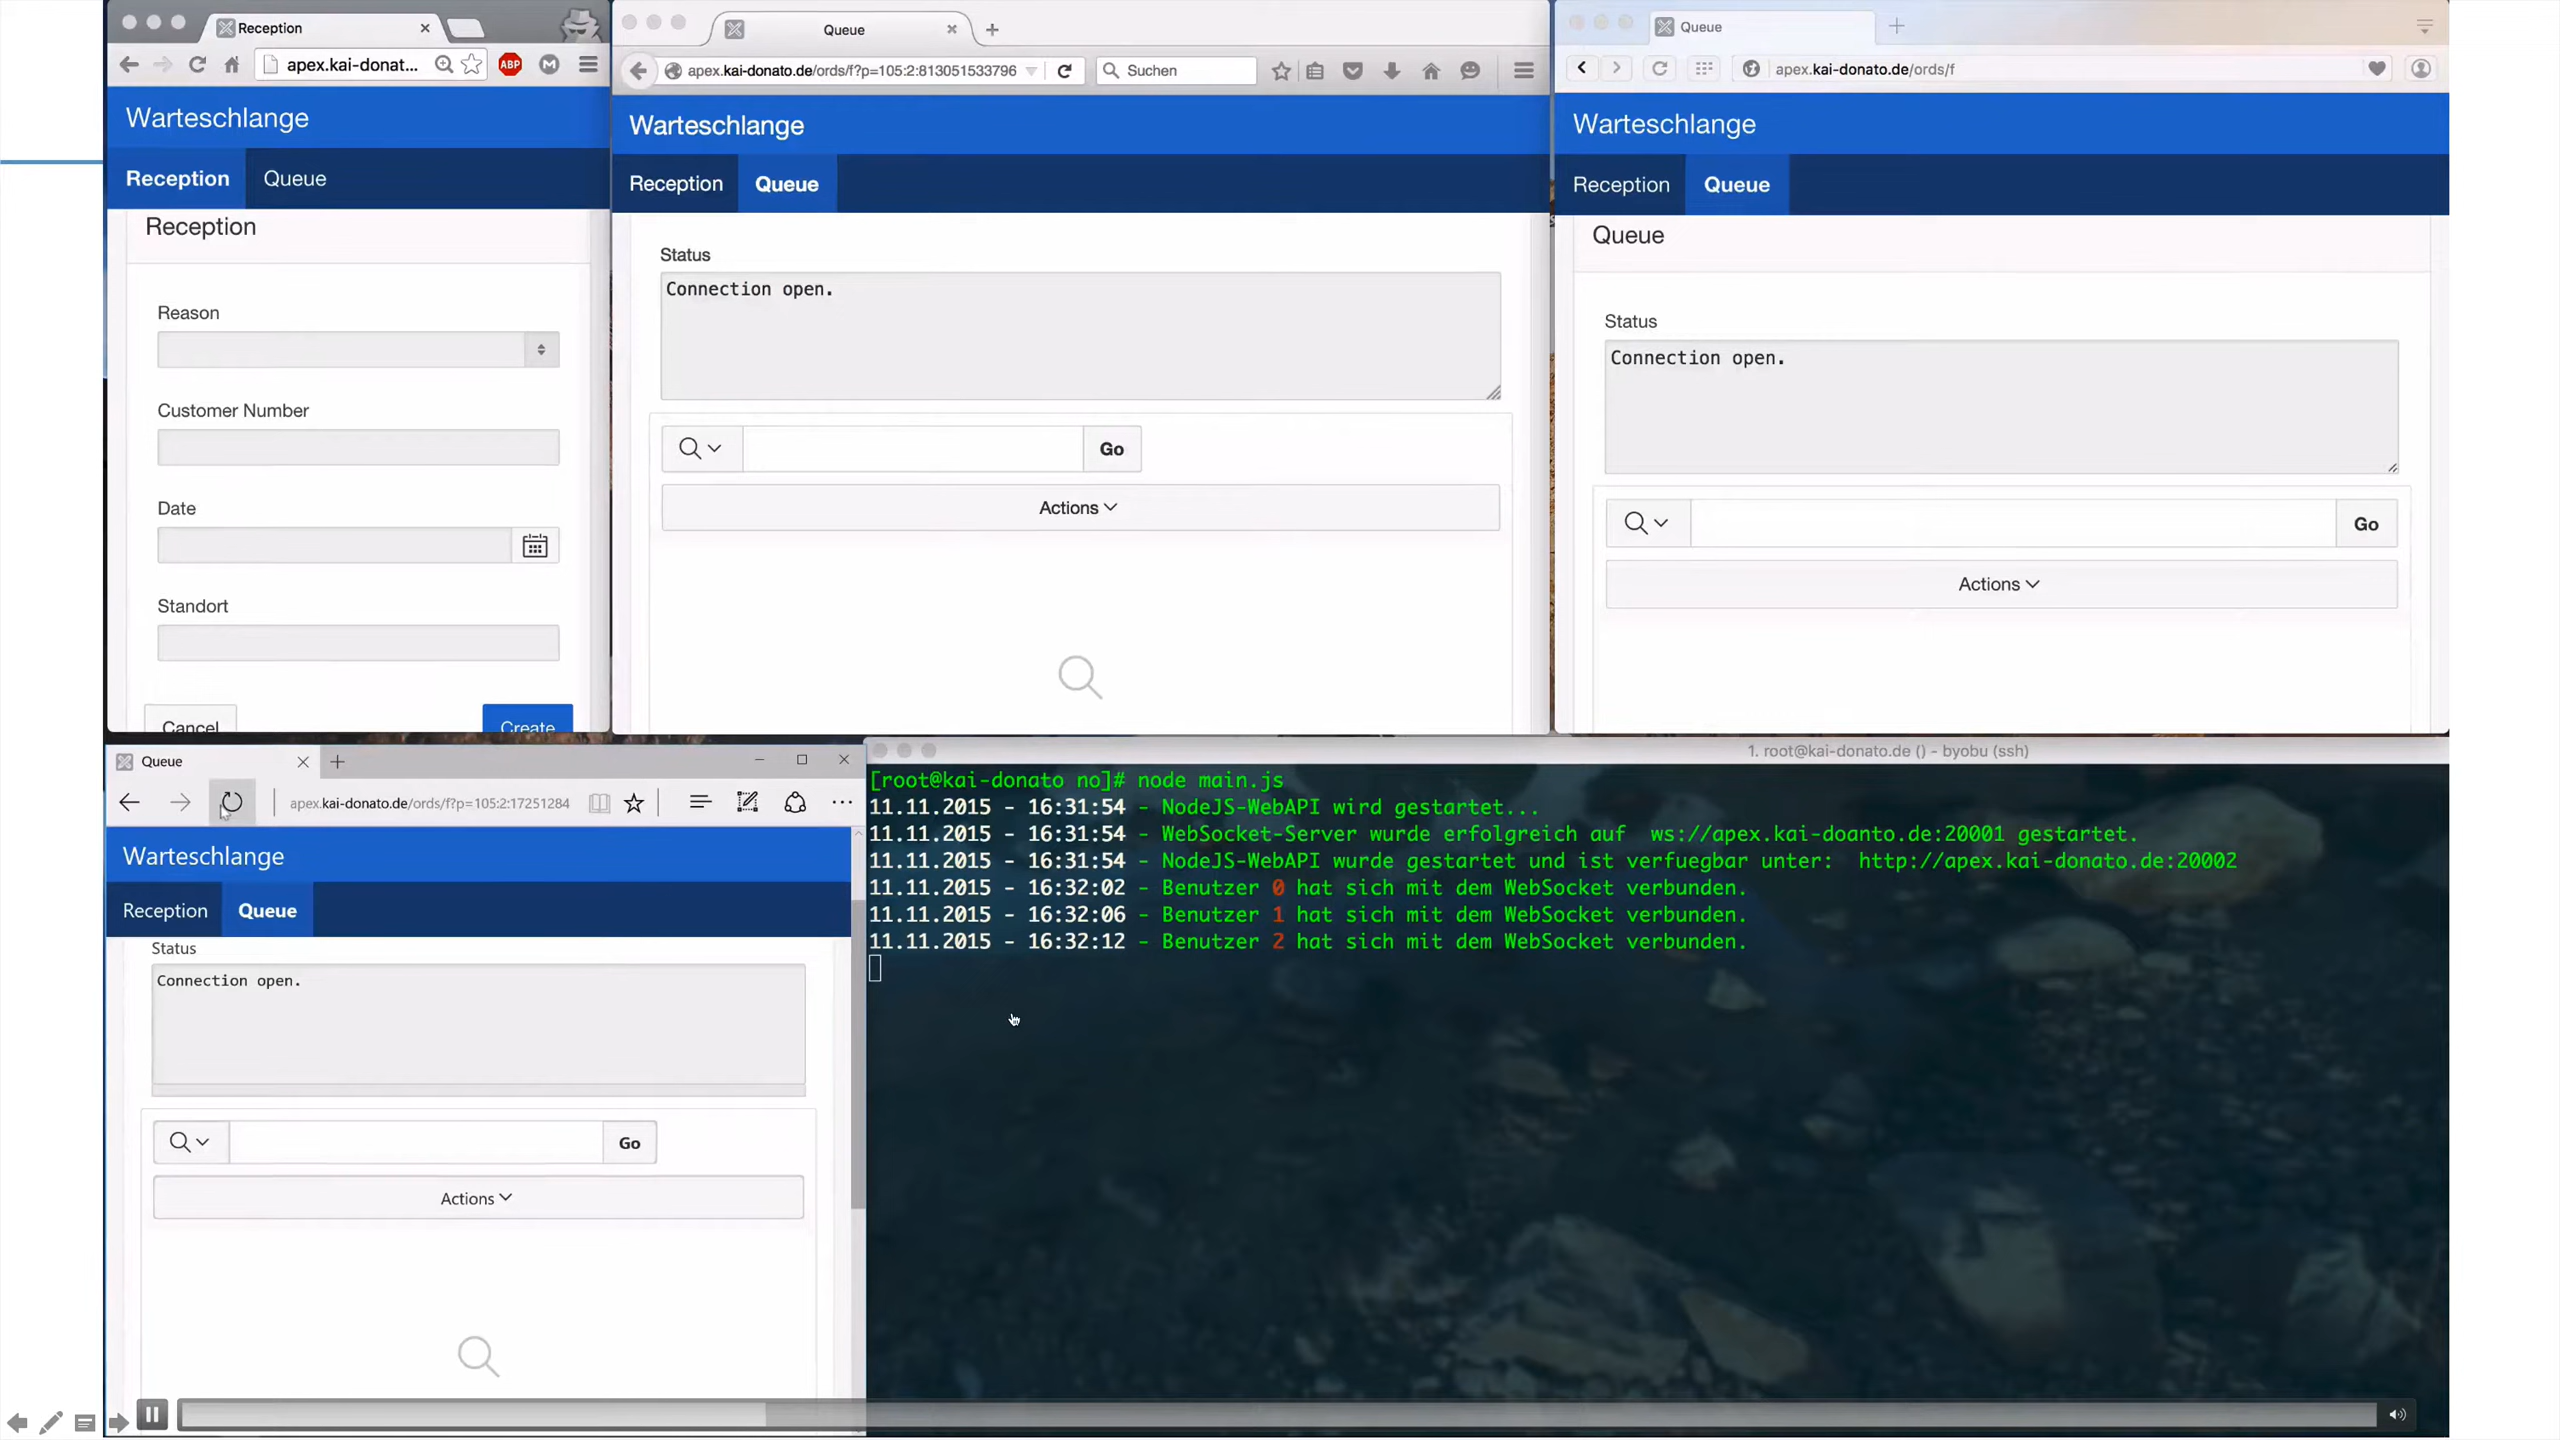 Reception
apex.kai-donat...
ABP
Warteschlange
Reception Queue
Reception
Reason
Customer Number
Date
Standort
Cancel Create
Queue
apex.kai-donato.de/ords/f?p=105:2:813051533796
Suchen
Warteschlange
Reception Queue
Status
Connection open.
Go
Actions
Queue
apex.kai-donato.de/ords/f
Warteschlange
Reception Queue
Queue
Status
Connection open.
Go
Actions
Queue
apex.kai-donato.de/ords/f?p=105:2:17251284
Warteschlange
Reception Queue
Status
Connection open.
Go
Actions
1. root@kai-donato.de () - byobu (ssh)
[root@kai-donato no]# node main.js
11.11.2015 - 16:31:54 - NodeJS-WebAPI wird gestartet...
11.11.2015 - 16:31:54 - WebSocket-Server wurde erfolgreich auf  ws://apex.kai-doanto.de:20001 gestartet.
11.11.2015 - 16:31:54 - NodeJS-WebAPI wurde gestartet und ist verfuegbar unter:  http://apex.kai-donato.de:20002
11.11.2015 - 16:32:02 - Benutzer 0 hat sich mit dem WebSocket verbunden.
11.11.2015 - 16:32:06 - Benutzer 1 hat sich mit dem WebSocket verbunden.
11.11.2015 - 16:32:12 - Benutzer 2 hat sich mit dem WebSocket verbunden.